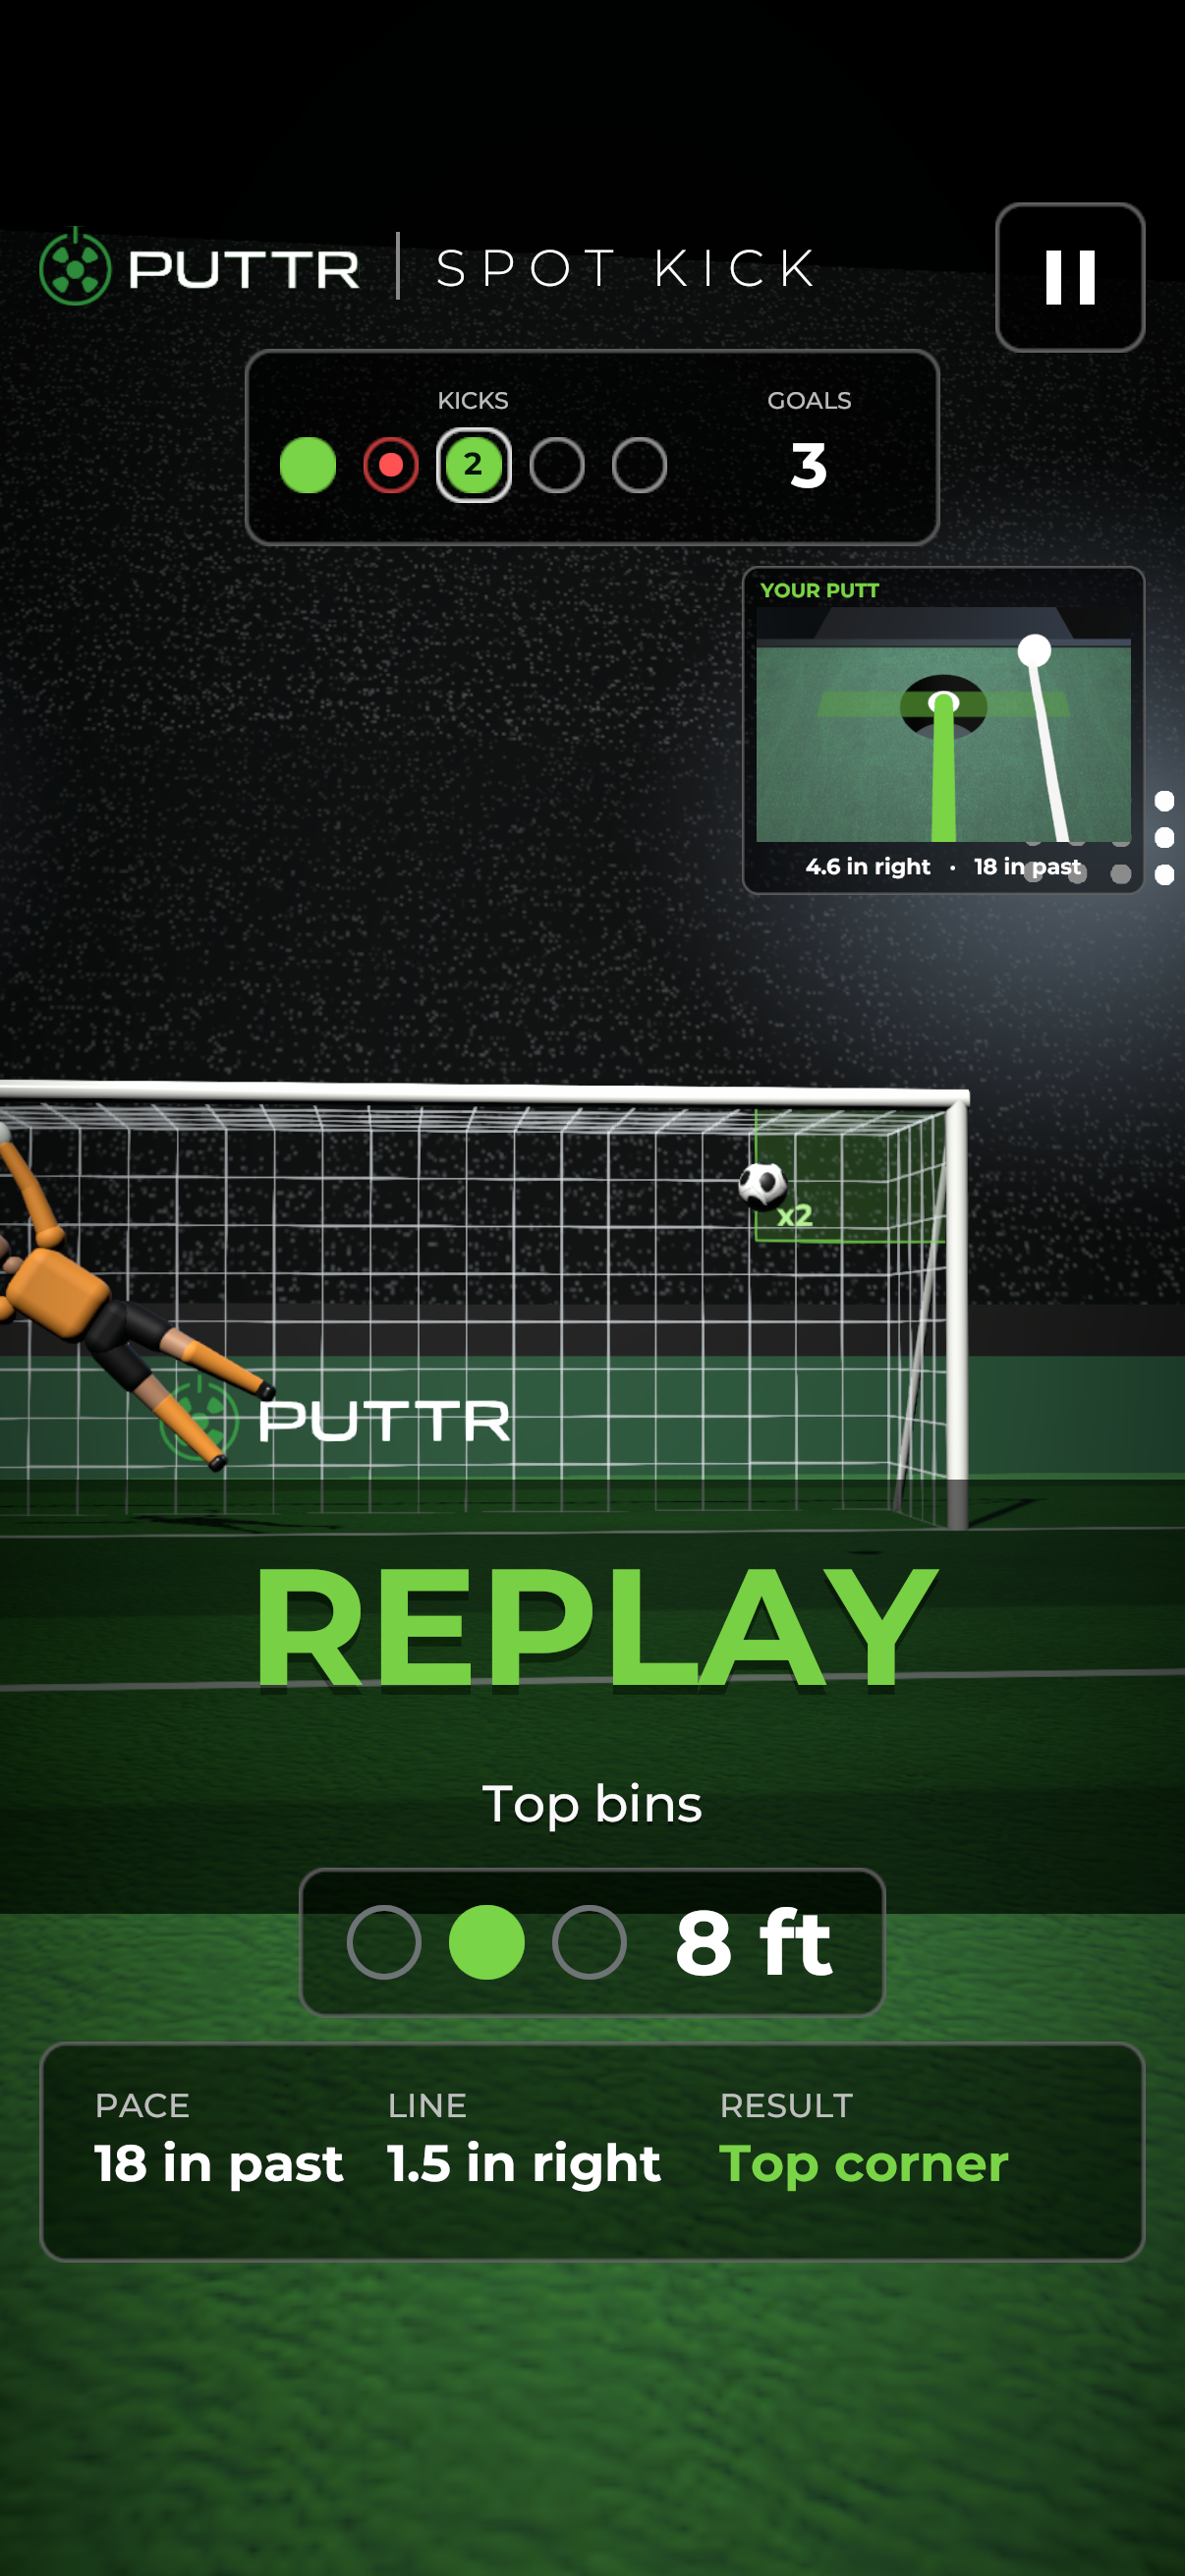 PUTTR | SPOT KICK
KICKS
GOALS
2
3
YOUR PUTT
4.6 in right · 18 in past
x2
PUTTR
REPLAY
Top bins
8 ft
PACE
LINE
RESULT
18 in past
1.5 in right
Top corner